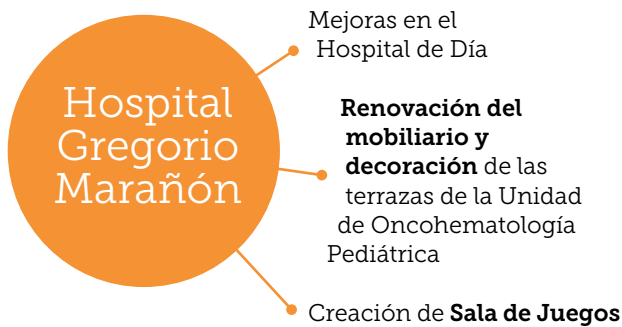 Hospital
Gregorio
Marañón
Mejoras en el
Hospital de Día
Renovación del
mobiliario y
decoración de las
terrazas de la Unidad
de Oncohematología
Pediátrica
Creación de Sala de Juegos